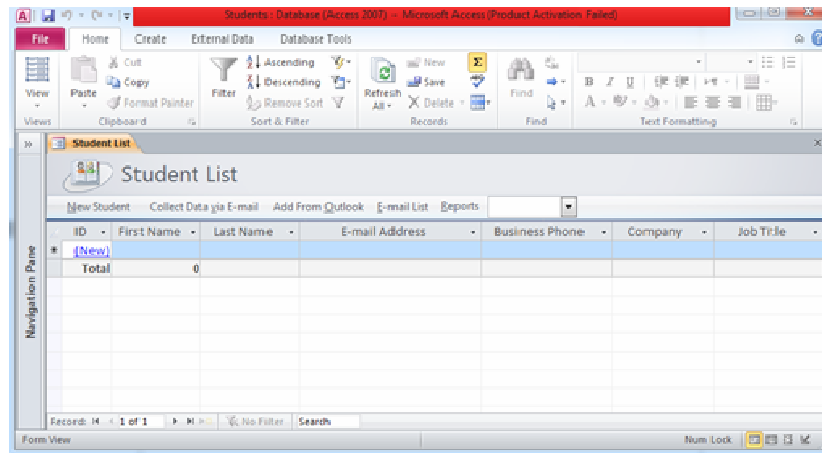 Students : Database (Access 2007) - Microsoft Access (Product Activation Failed)
File Home Create External Data Database Tools
View Paste Cut Copy Format Painter Filter Ascending Descending Remove Sort Refresh All New Save Delete Find
Views Clipboard Sort & Filter Records Find Text Formatting
B I U A
Student List
Student List
New Student Collect Data via E-mail Add From Outlook E-mail List Reports
ID First Name Last Name E-mail Address Business Phone Company Job Title
(New)
Total 0
Navigation Pane
Record: 1 of 1 No Filter Search
Form View Num Lock